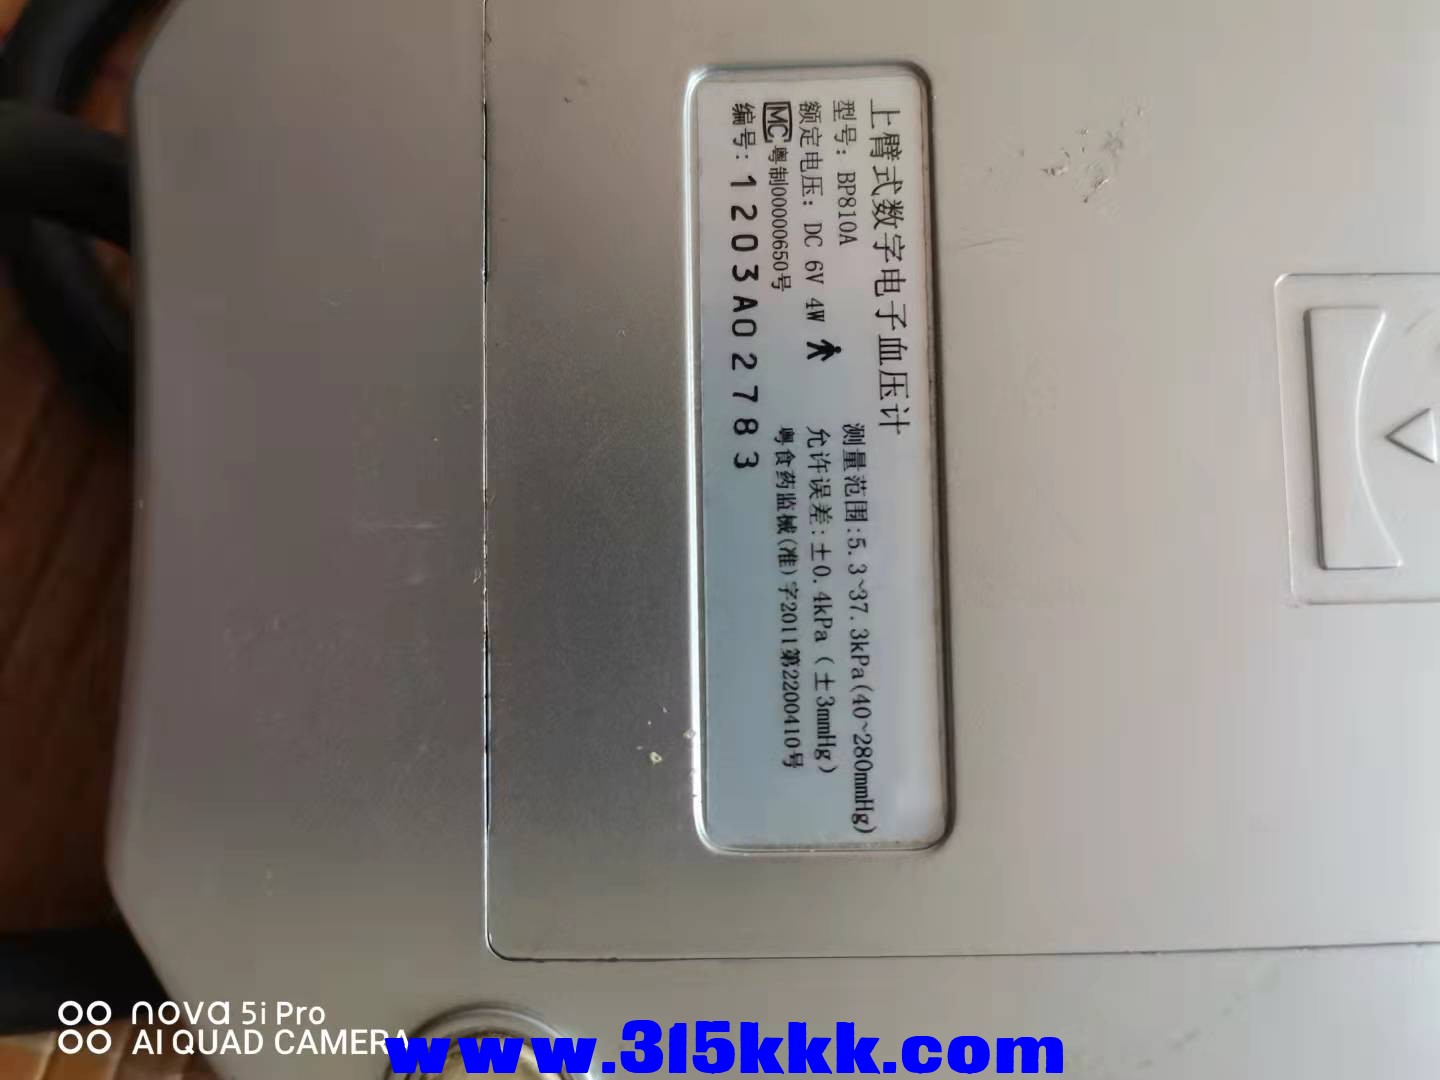 上臂式数字电子血压计
型号: BP810A
测量范围:5.3~37.3kPa(40~280mmHg)
额定电压: DC 6V 4W
允许误差:±0.4kPa (±3mmHg)
MC 粤制00000650号
粤食药监械(准)字2011第2200410号
编号: 1203A02783
nova 5i Pro
AI QUAD CAMERA
www.315kkk.com